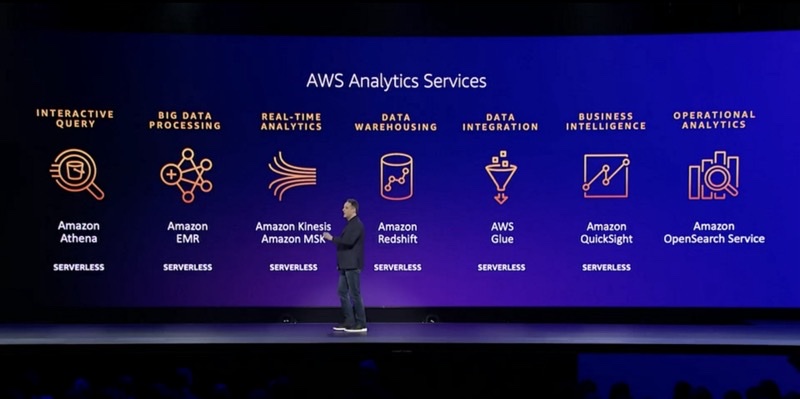 AWS Analytics Services
INTERACTIVE
QUERY
Amazon
Athena
SERVERLESS
BIG DATA
PROCESSING
Amazon
EMR
SERVERLESS
REAL-TIME
ANALYTICS
Amazon Kinesis
Amazon MSK
SERVERLESS
DATA
WAREHOUSING
Amazon
Redshift
SERVERLESS
DATA
INTEGRATION
AWS
Glue
SERVERLESS
BUSINESS
INTELLIGENCE
Amazon
QuickSight
SERVERLESS
OPERATIONAL
ANALYTICS
Amazon
OpenSearch Service